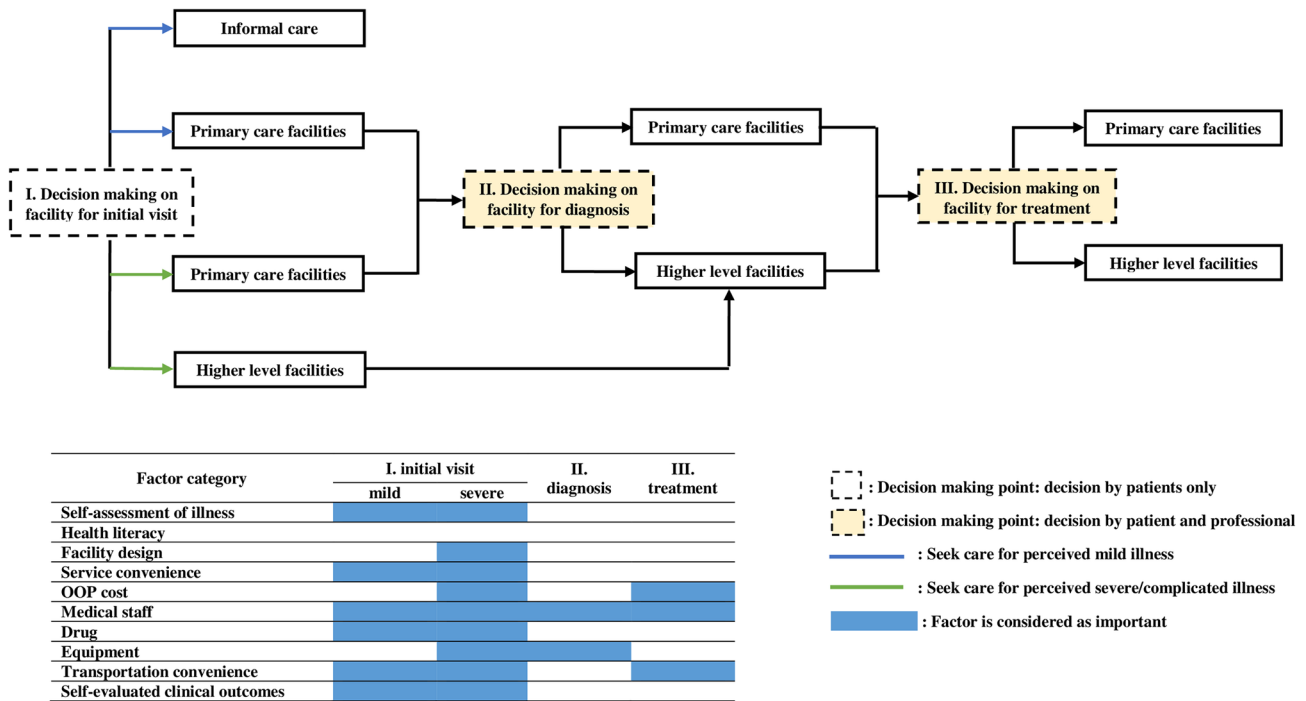 Informal care
Primary care facilities
I. Decision making on
facility for initial visit
Primary care facilities
Higher level facilities
II. Decision making on
facility for diagnosis
Primary care facilities
Higher level facilities
III. Decision making on
facility for treatment
Primary care facilities
Higher level facilities
Factor category
I. initial visit
mild
severe
II.
diagnosis
III.
treatment
Self-assessment of illness
Health literacy
Facility design
Service convenience
OOP cost
Medical staff
Drug
Equipment
Transportation convenience
Self-evaluated clinical outcomes
: Decision making point: decision by patients only
: Decision making point: decision by patient and professional
: Seek care for perceived mild illness
: Seek care for perceived severe/complicated illness
: Factor is considered as important